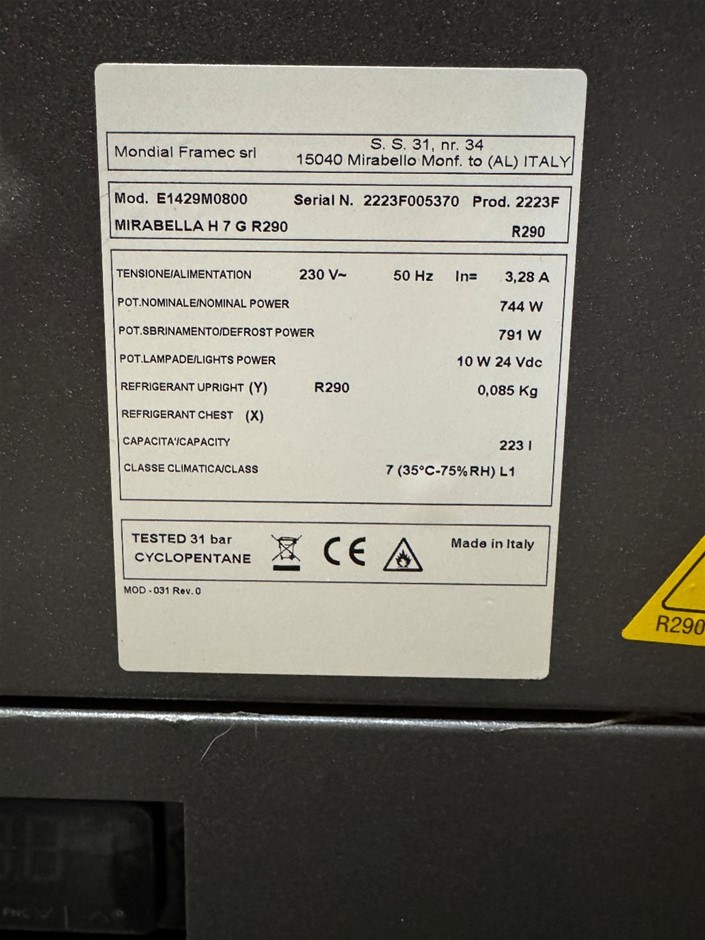 Mondial Framec srl
S. S. 31, nr. 34
15040 Mirabello Monf. to (AL) ITALY
Mod. E1429M0800 Serial N. 2223F005370 Prod. 2223F
MIRABELLA H 7 G R290 R290
TENSIONE/ALIMENTATION 230 V~ 50 Hz In= 3,28 A
POT.NOMINALE/NOMINAL POWER 744 W
POT.SBRINAMENTO/DEFROST POWER 791 W
POT.LAMPADE/LIGHTS POWER 10 W 24 Vdc
REFRIGERANT UPRIGHT (Y) R290 0,085 Kg
REFRIGERANT CHEST (X)
CAPACITA'/CAPACITY 223 l
CLASSE CLIMATICA/CLASS 7 (35°C-75%RH) L1
TESTED 31 bar
CYCLOPENTANE
CE
Made in Italy
MOD - 031 Rev. 0
R290